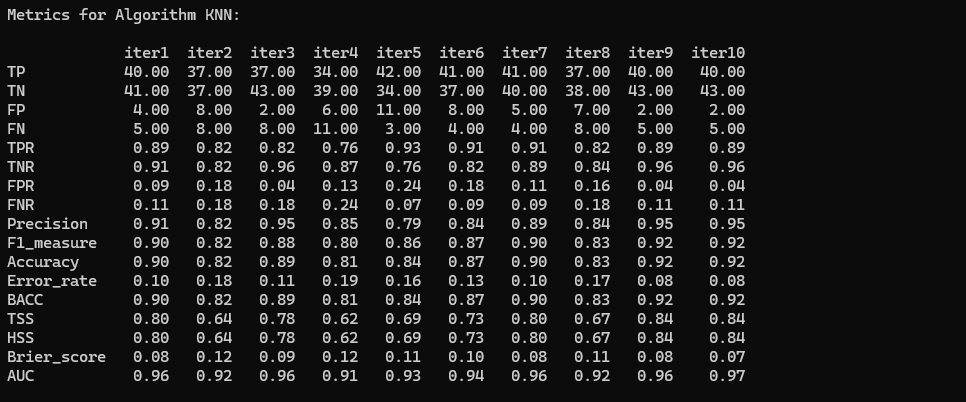 Metrics for Algorithm KNN:
iter1 iter2 iter3 iter4 iter5 iter6 iter7 iter8 iter9 iter10
TP 40.00 37.00 37.00 34.00 42.00 41.00 41.00 37.00 40.00 40.00
TN 41.00 37.00 43.00 39.00 34.00 37.00 40.00 38.00 43.00 43.00
FP 4.00 8.00 2.00 6.00 11.00 8.00 5.00 7.00 2.00 2.00
FN 5.00 8.00 8.00 11.00 3.00 4.00 4.00 8.00 5.00 5.00
TPR 0.89 0.82 0.82 0.76 0.93 0.91 0.91 0.82 0.89 0.89
TNR 0.91 0.82 0.96 0.87 0.76 0.82 0.89 0.84 0.96 0.96
FPR 0.09 0.18 0.04 0.13 0.24 0.18 0.11 0.16 0.04 0.04
FNR 0.11 0.18 0.18 0.24 0.07 0.09 0.09 0.18 0.11 0.11
Precision 0.91 0.82 0.95 0.85 0.79 0.84 0.89 0.84 0.95 0.95
F1_measure 0.90 0.82 0.88 0.80 0.86 0.87 0.90 0.83 0.92 0.92
Accuracy 0.90 0.82 0.89 0.81 0.84 0.87 0.90 0.83 0.92 0.92
Error_rate 0.10 0.18 0.11 0.19 0.16 0.13 0.10 0.17 0.08 0.08
BACC 0.90 0.82 0.89 0.81 0.84 0.87 0.90 0.83 0.92 0.92
TSS 0.80 0.64 0.78 0.62 0.69 0.73 0.80 0.67 0.84 0.84
HSS 0.80 0.64 0.78 0.62 0.69 0.73 0.80 0.67 0.84 0.84
Brier_score 0.08 0.12 0.09 0.12 0.11 0.10 0.08 0.11 0.08 0.07
AUC 0.96 0.92 0.96 0.91 0.93 0.94 0.96 0.92 0.96 0.97